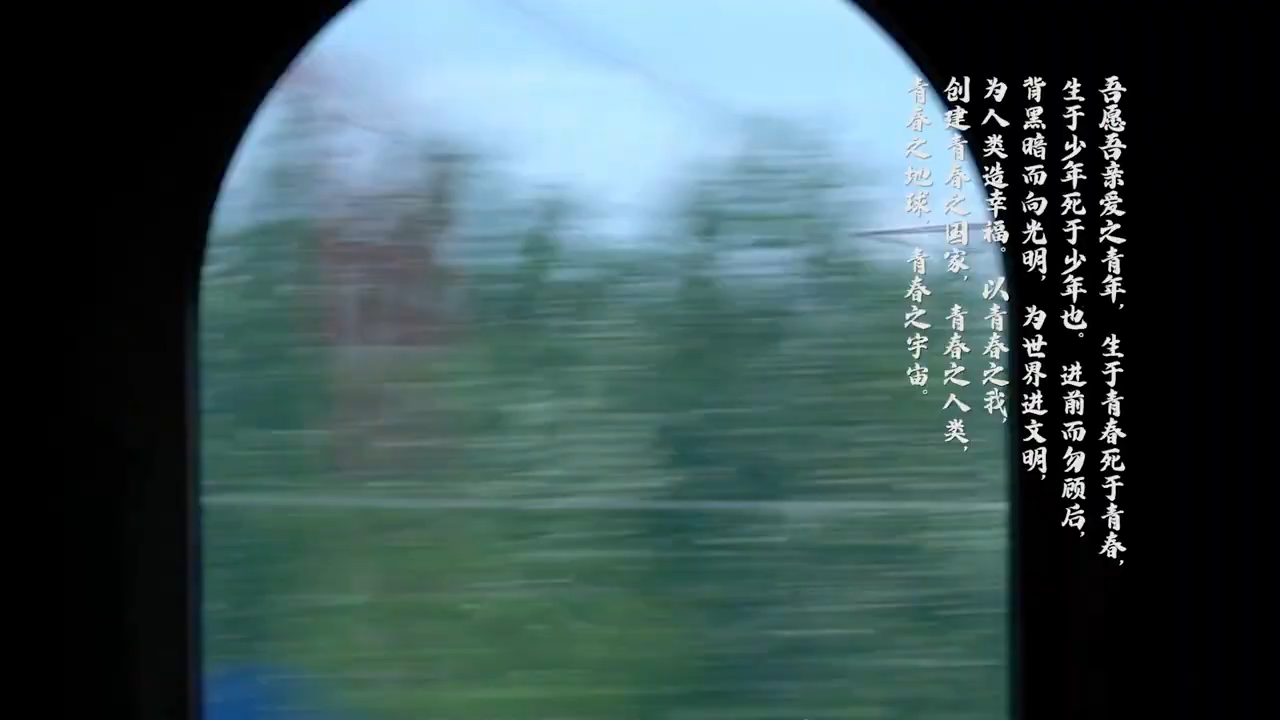 吾愿吾亲爱之青年，生于青春死于青春，
生于少年死于少年也。进前而勿顾后，
背黑暗而向光明，为世界进文明，
为人类造幸福。以青春之我，
创建青春之国家，青春之人类，
青春之地球，青春之宇宙。